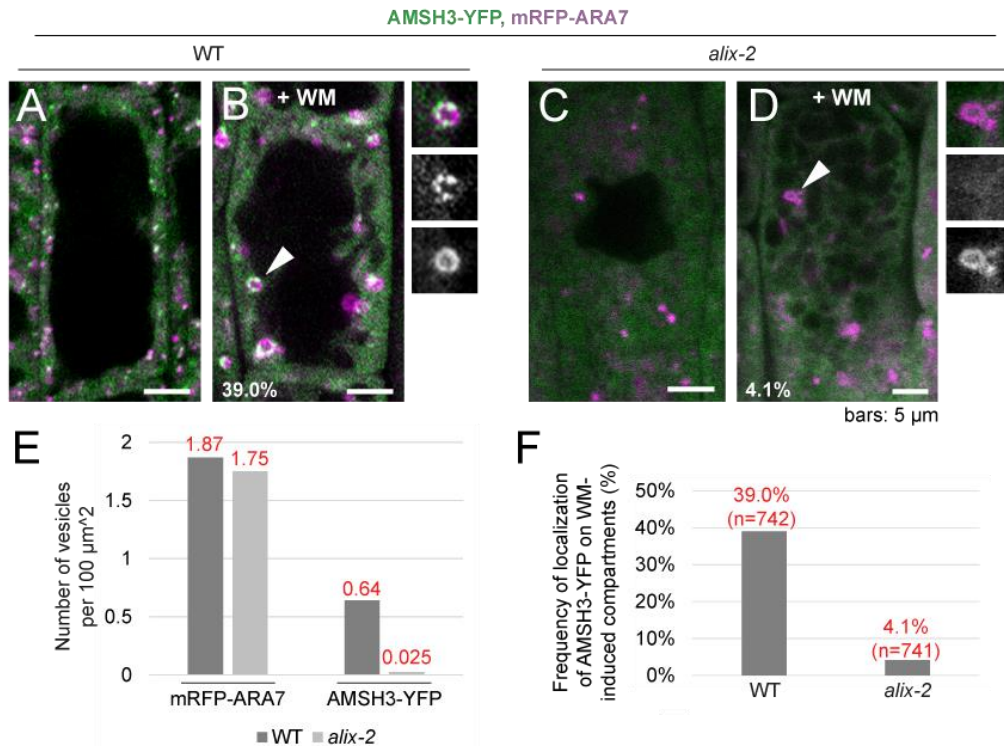 AMSH3-YFP, mRFP-ARA7
WT
alix-2
A
B
+ WM
39.0%
C
D
+ WM
4.1%
bars: 5 µm
E
Number of vesicles
per 100 µm^2
2
1.5
1
0.5
0
1.87
1.75
0.64
0.025
mRFP-ARA7
AMSH3-YFP
WT
alix-2
F
Frequency of localization
of AMSH3-YFP on WM-
induced compartments (%)
50%
40%
30%
20%
10%
0%
39.0%
(n=742)
4.1%
(n=741)
WT
alix-2